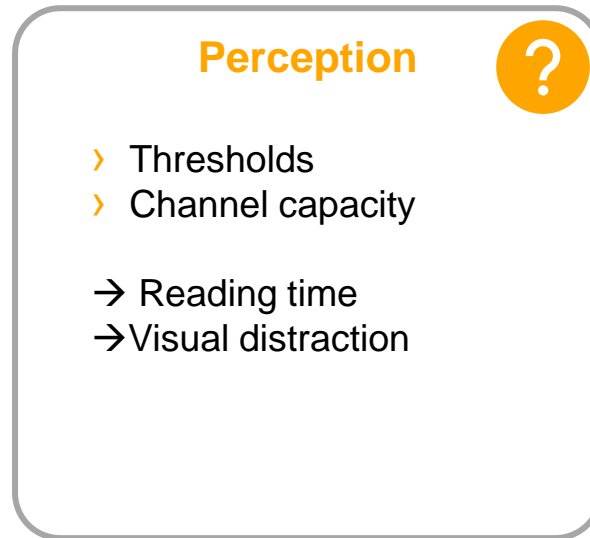 Perception
?
› Thresholds
› Channel capacity
→ Reading time
→Visual distraction